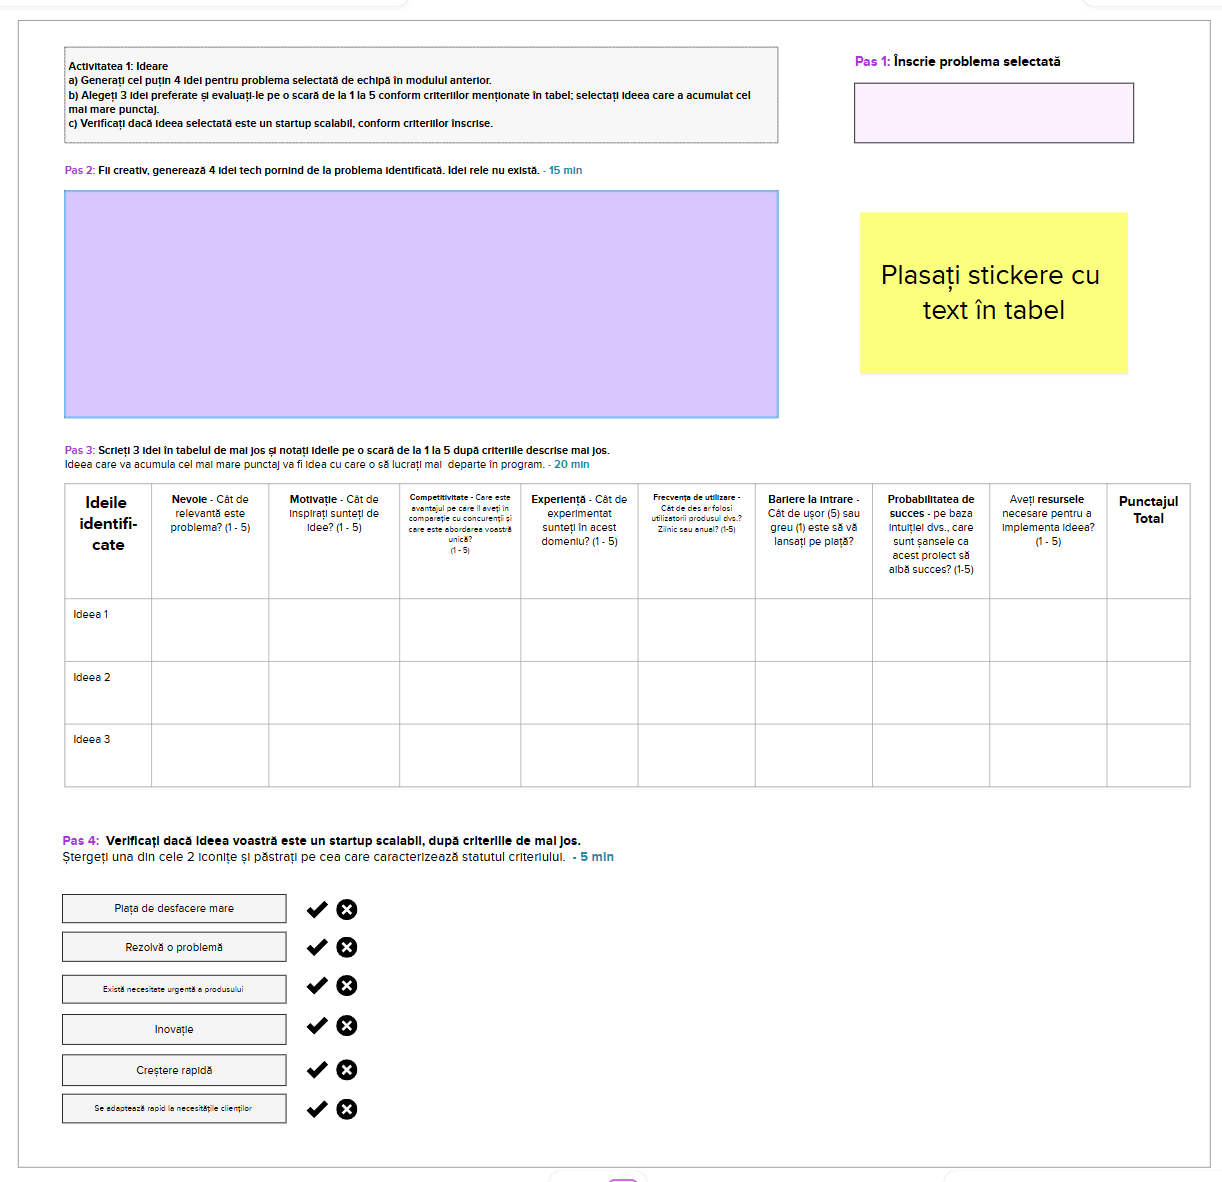 Activitatea 1: Ideare
a) Generați cel puțin 4 idei pentru problema selectată de echipă în modulul anterior.
b) Alegeți 3 idei preferate și evaluați-le pe o scară de la 1 la 5 conform criteriilor menționate în tabel; selectați ideea care a acumulat cel
mai mare punctaj.
c) Verificați dacă ideea selectată este un startup scalabil, conform criteriilor înscrise.
Pas 1: Înscrie problema selectată
Pas 2: Fii creativ, generează 4 idei tech pornind de la problema identificată. Idei rele nu există. - 15 min
Plasați stickere cu
text în tabel
Pas 3: Scrieți 3 idei în tabelul de mai jos și notați ideile pe o scară de la 1 la 5 după criteriile descrise mai jos.
Ideea care va acumula cel mai mare punctaj va fi idea cu care o să lucrați mai departe în program. - 20 min
Ideile
identifi-
cate
Nevoie - Cât de
relevantă este
problema? (1 - 5)
Motivație - Cât de
inspirați sunteți de
idee? (1 - 5)
Competitivitate - Care este
avantajul pe care îl aveți în
comparație cu concurenții și
care este abordarea voastră
unică?
(1 - 5)
Experiență - Cât de
experimentat
sunteți în acest
domeniu? (1 - 5)
Frecvența de utilizare -
Cât de des ar folosi
utilizatorii produsul dvs.?
Zilnic sau anual? (1-5)
Bariere la intrare -
Cât de ușor (5) sau
greu (1) este să vă
lansați pe piață?
Probabilitatea de
succes - pe baza
intuiției dvs., care
sunt șansele ca
acest proiect să
aibă succes? (1-5)
Aveți resursele
necesare pentru a
implementa ideea?
(1 - 5)
Punctajul
Total
Ideea 1
Ideea 2
Ideea 3
Pas 4: Verificați dacă ideea voastră este un startup scalabil, după criteriile de mai jos.
Ștergeți una din cele 2 iconițe și păstrați pe cea care caracterizează statutul criteriului. - 5 min
Piața de desfacere mare
Rezolvă o problemă
Există necesitate urgentă a produsului
Inovație
Creștere rapidă
Se adaptează rapid la necesitățile clienților